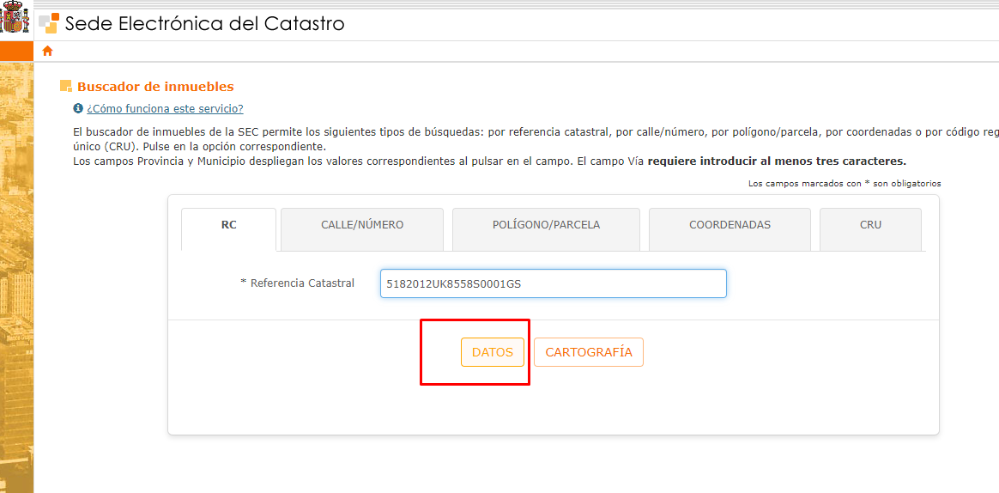 Sede Electrónica del Catastro
Buscador de inmuebles
¿Cómo funciona este servicio?
El buscador de inmuebles de la SEC permite los siguientes tipos de búsquedas: por referencia catastral, por calle/número, por polígono/parcela, por coordenadas o por código reg
único (CRU). Pulse en la opción correspondiente.
Los campos Provincia y Municipio despliegan los valores correspondientes al pulsar en el campo. El campo Vía requiere introducir al menos tres caracteres.
Los campos marcados con * son obligatorios
RC CALLE/NÚMERO POLÍGONO/PARCELA COORDENADAS CRU
* Referencia Catastral 5182012UK8558S0001GS
DATOS CARTOGRAFÍA